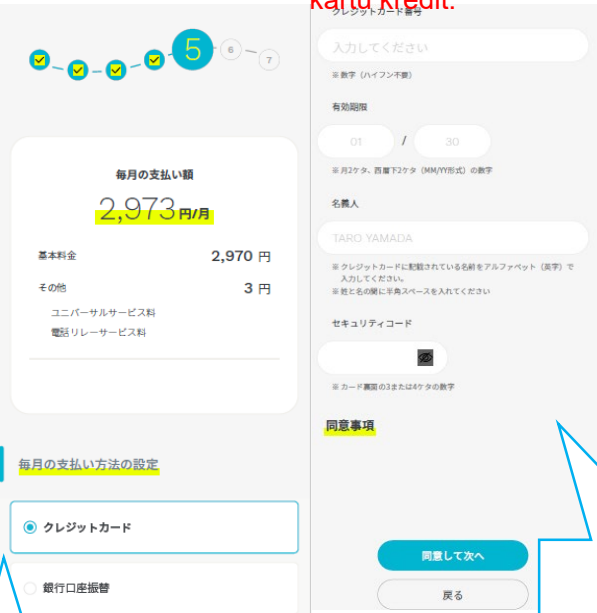 5
6
7
毎月の支払い額
2,973 円/月
基本料金 2,970 円
その他 3 円
ユニバーサルサービス料
電話リレーサービス料
毎月の支払い方法の設定
クレジットカード
銀行口座振替
kartu kredit.
クレジットカード番号
入力してください
※ 数字（ハイフン不要）
有効期限
01 / 30
※ 月2ケタ、西暦下2ケタ（MM/YY形式）の数字
名義人
TARO YAMADA
※ クレジットカードに記載されている名前をアルファベット（英字）で
入力してください。
※ 姓と名の間に半角スペースを入れてください
セキュリティコード
※ カード裏面の3または4ケタの数字
同意事項
同意して次へ
戻る